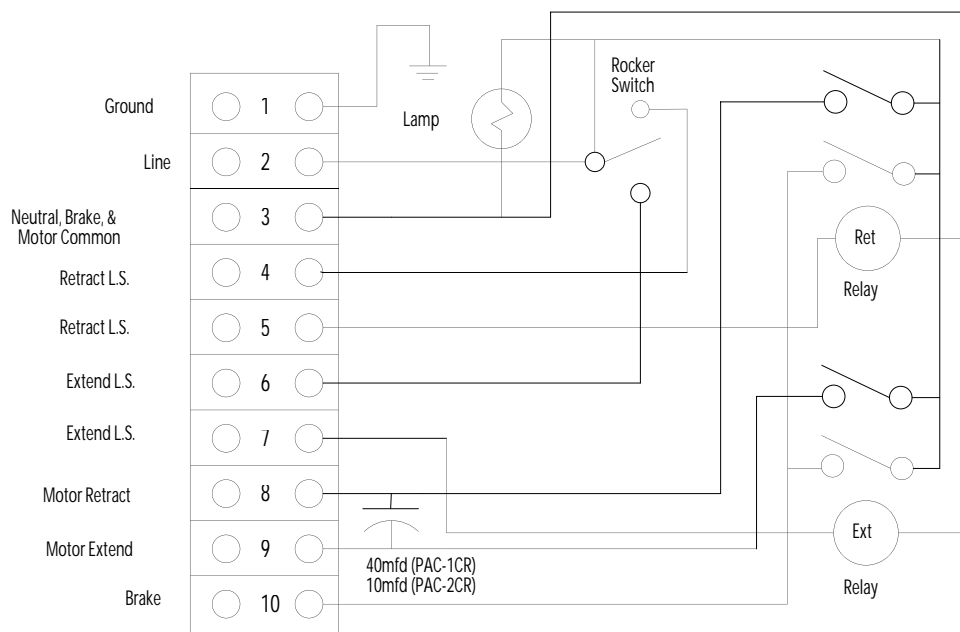 Ground
1
Line
2
Neutral, Brake, &
Motor Common
3
Retract L.S.
4
Retract L.S.
5
Extend L.S.
6
Extend L.S.
7
Motor Retract
8
Motor Extend
9
Brake
10
Lamp
Rocker
Switch
Ret
Relay
Ext
Relay
40mfd (PAC-1CR)
10mfd (PAC-2CR)